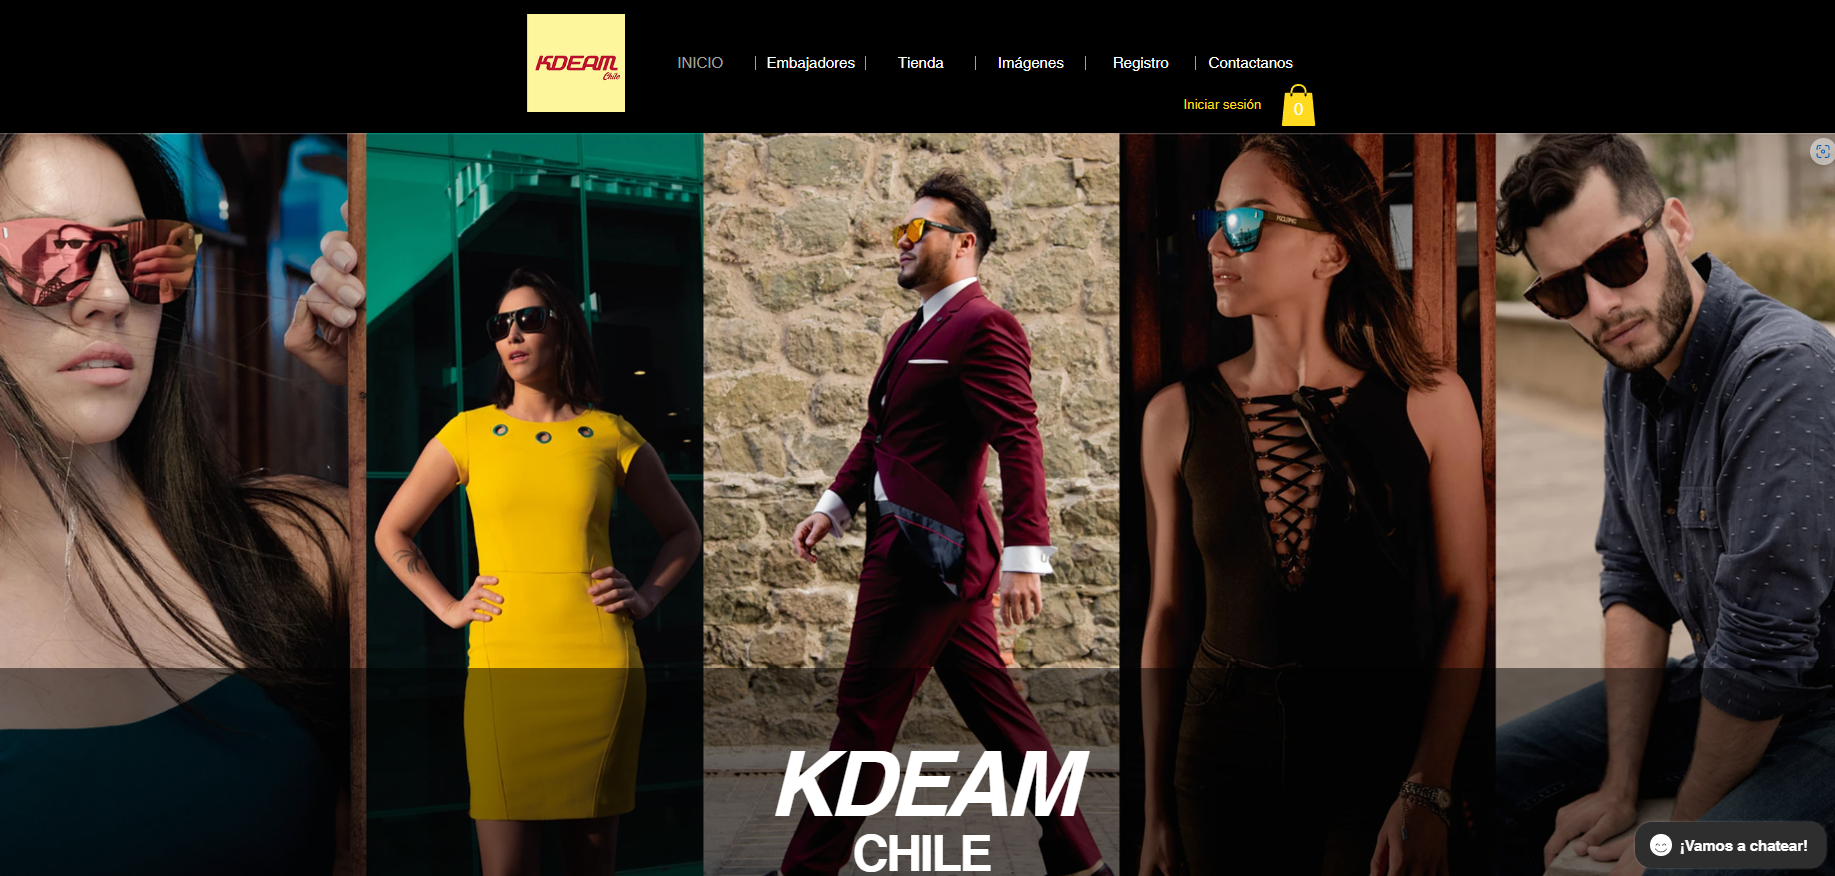 KDEAM
Chile
INICIO
Embajadores
Tienda
Imágenes
Registro
Contactanos
Iniciar sesión
0
KDEAM
CHILE
¡Vamos a chatear!